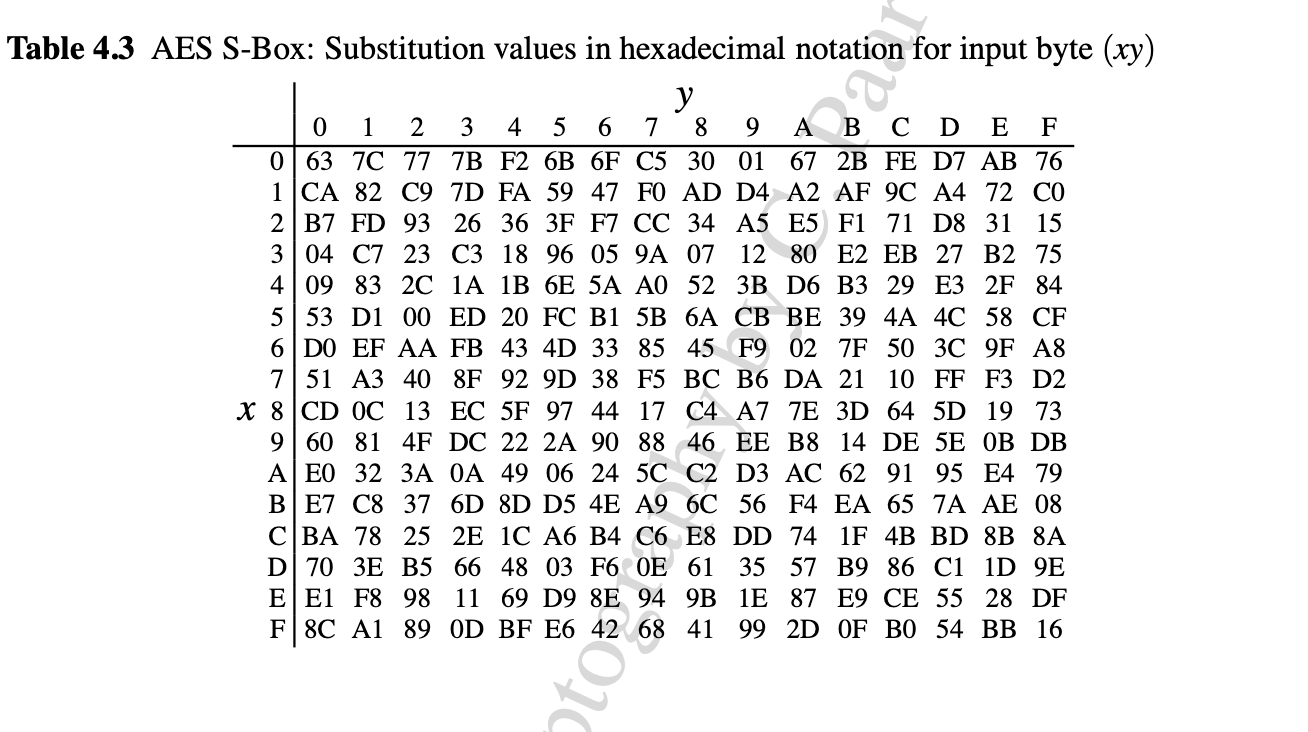 Table 4.3 AES S-Box: Substitution values in hexadecimal notation for input byte (xy)
y
0 1 2 3 4 5 6 7 8 9 A B C D E F
0 63 7C 77 7B F2 6B 6F C5 30 01 67 2B FE D7 AB 76
1 CA 82 C9 7D FA 59 47 F0 AD D4 A2 AF 9C A4 72 C0
2 B7 FD 93 26 36 3F F7 CC 34 A5 E5 F1 71 D8 31 15
3 04 C7 23 C3 18 96 05 9A 07 12 80 E2 EB 27 B2 75
4 09 83 2C 1A 1B 6E 5A A0 52 3B D6 B3 29 E3 2F 84
5 53 D1 00 ED 20 FC B1 5B 6A CB BE 39 4A 4C 58 CF
6 D0 EF AA FB 43 4D 33 85 45 F9 02 7F 50 3C 9F A8
7 51 A3 40 8F 92 9D 38 F5 BC B6 DA 21 10 FF F3 D2
x 8 CD 0C 13 EC 5F 97 44 17 C4 A7 7E 3D 64 5D 19 73
9 60 81 4F DC 22 2A 90 88 46 EE B8 14 DE 5E 0B DB
A E0 32 3A 0A 49 06 24 5C C2 D3 AC 62 91 95 E4 79
B E7 C8 37 6D 8D D5 4E A9 6C 56 F4 EA 65 7A AE 08
C BA 78 25 2E 1C A6 B4 C6 E8 DD 74 1F 4B BD 8B 8A
D 70 3E B5 66 48 03 F6 0E 61 35 57 B9 86 C1 1D 9E
E E1 F8 98 11 69 D9 8E 94 9B 1E 87 E9 CE 55 28 DF
F 8C A1 89 0D BF E6 42 68 41 99 2D 0F B0 54 BB 16
ptography by C. Paar